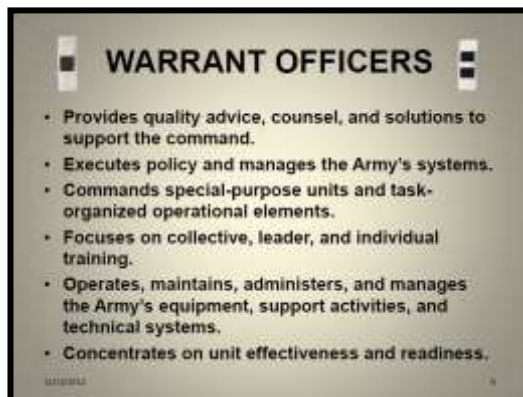 WARRANT OFFICERS
• Provides quality advice, counsel, and solutions to
support the command.
• Executes policy and manages the Army's systems.
• Commands special-purpose units and task-
organized operational elements.
• Focuses on collective, leader, and individual
training.
• Operates, maintains, administers, and manages
the Army's equipment, support activities, and
technical systems.
• Concentrates on unit effectiveness and readiness.